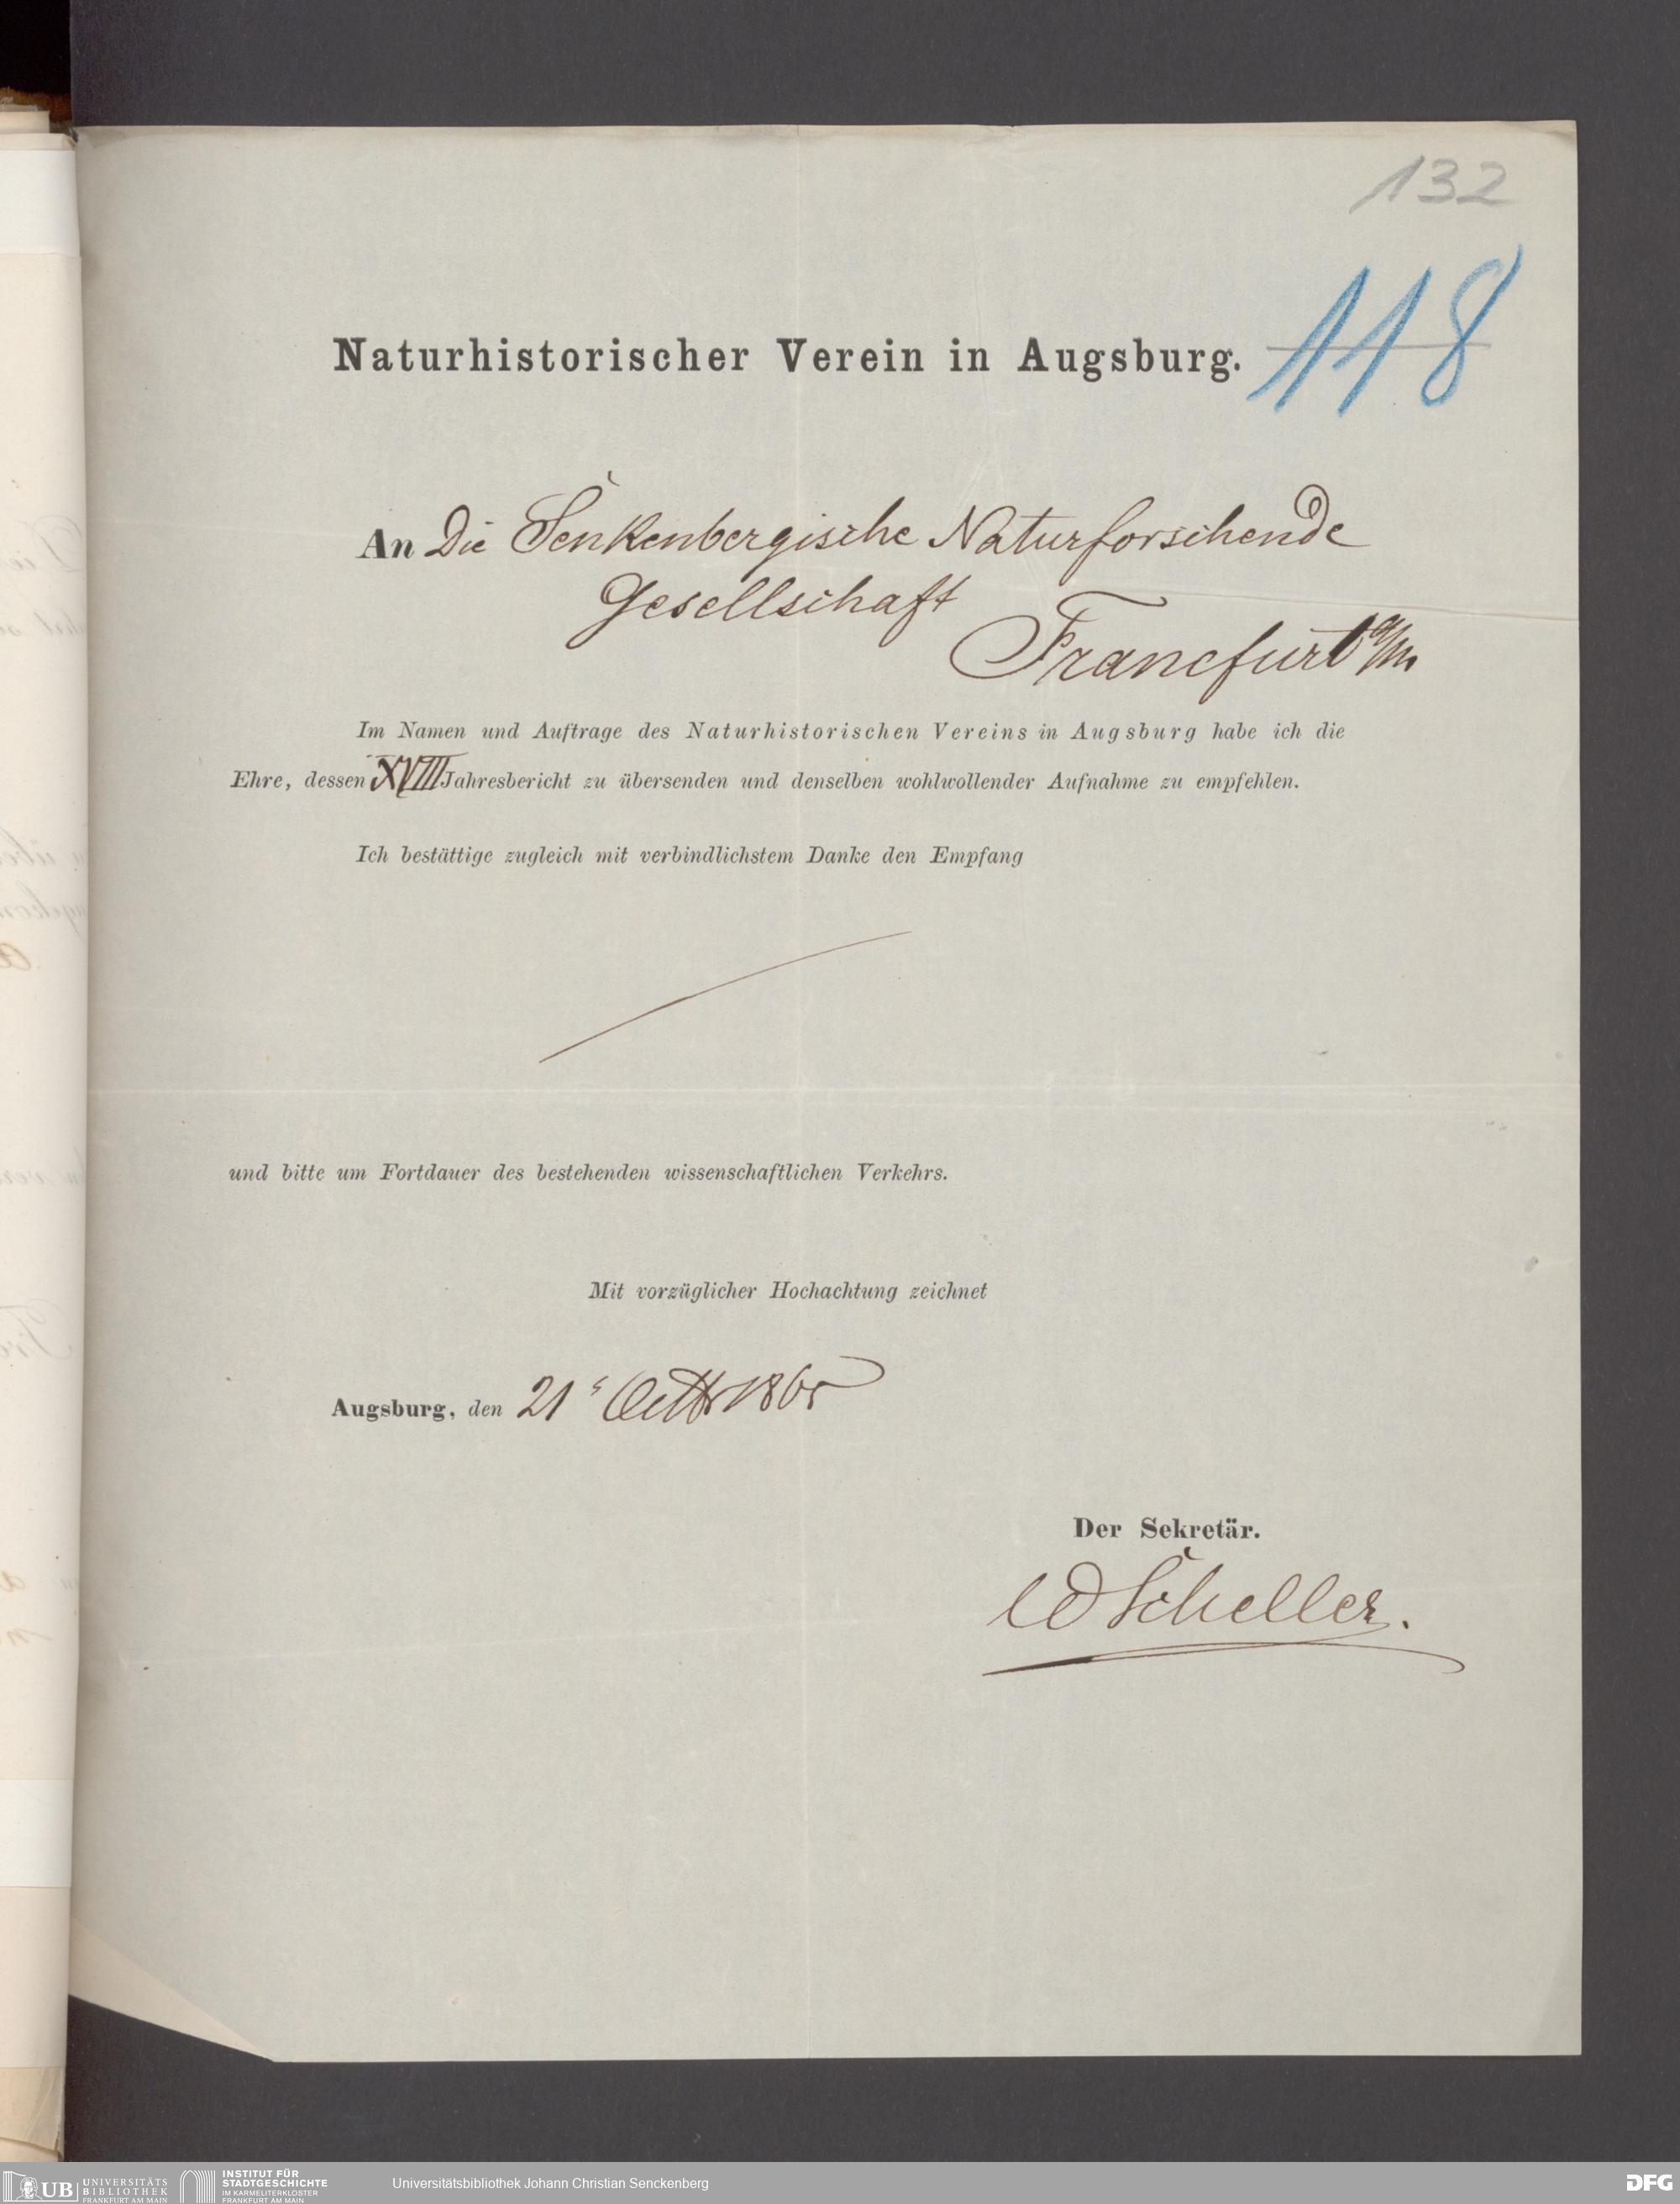 132
118
Naturhistorischer Verein in Augsburg.
An Die Senkenbergische Naturforschende
Gesellschaft
Francfurt a/m
Im Namen und Auftrage des Naturhistorischen Vereins in Augsburg habe ich die
Ehre, dessen XVIII Jahresbericht zu übersenden und denselben wohlwollender Aufnahme zu empfehlen.
Ich bestättige zugleich mit verbindlichstem Danke den Empfang
und bitte um Fortdauer des bestehenden wissenschaftlichen Verkehrs.
Mit vorzüglicher Hochachtung zeichnet
Augsburg, den 21 Octbr 1865
Der Sekretär.
Scheller.
UB UNIVERSITÄTS BIBLIOTHEK FRANKFURT AM MAIN
INSTITUT FÜR STADTGESCHICHTE IM KARMELITERKLOSTER FRANKFURT AM MAIN
Universitätsbibliothek Johann Christian Senckenberg
DFG